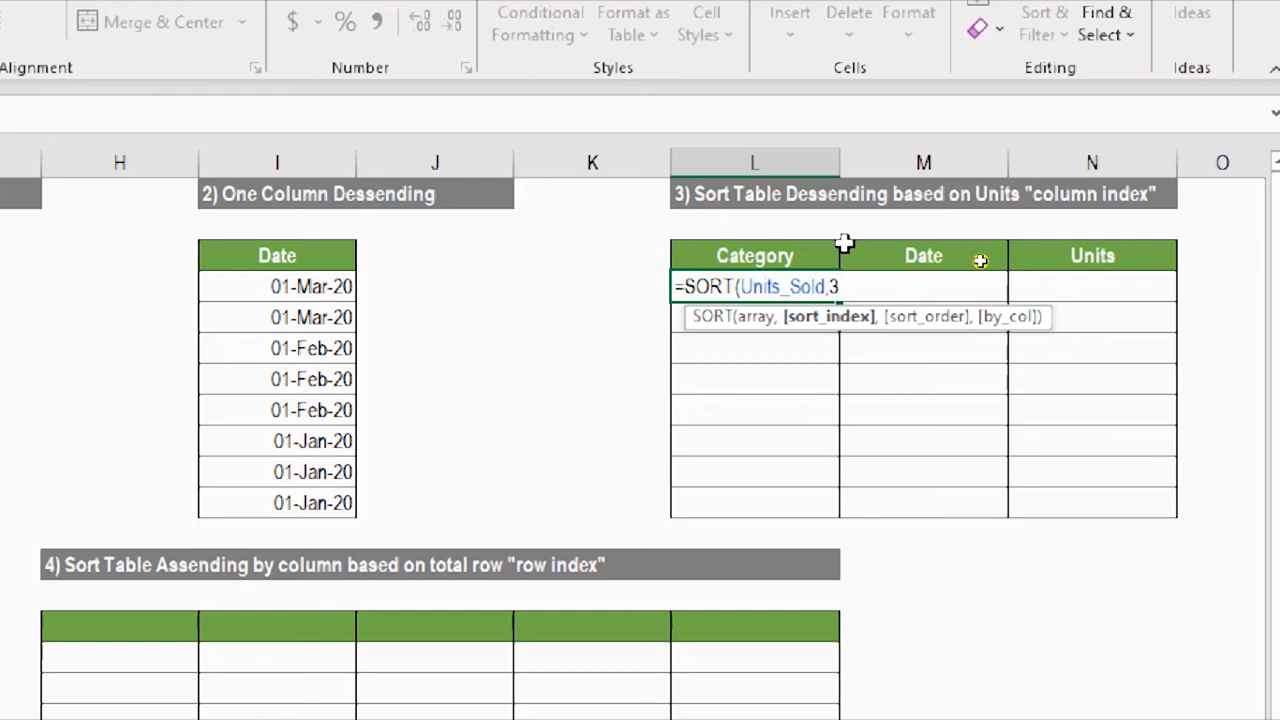 Merge & Center
$ % 9
Conditional
Formatting
Format as
Table
Cell
Styles
Insert
Delete
Format
Sort &
Filter
Find &
Select
Ideas
Alignment
Number
Styles
Cells
Editing
Ideas
H I J K L M N O
2) One Column Dessending
3) Sort Table Dessending based on Units "column index"
Date
Category Date Units
01-Mar-20
=SORT(Units_Sold,3
01-Mar-20
SORT(array, [sort_index], [sort_order], [by_col])
01-Feb-20
01-Feb-20
01-Feb-20
01-Jan-20
01-Jan-20
01-Jan-20
4) Sort Table Assending by column based on total row "row index"